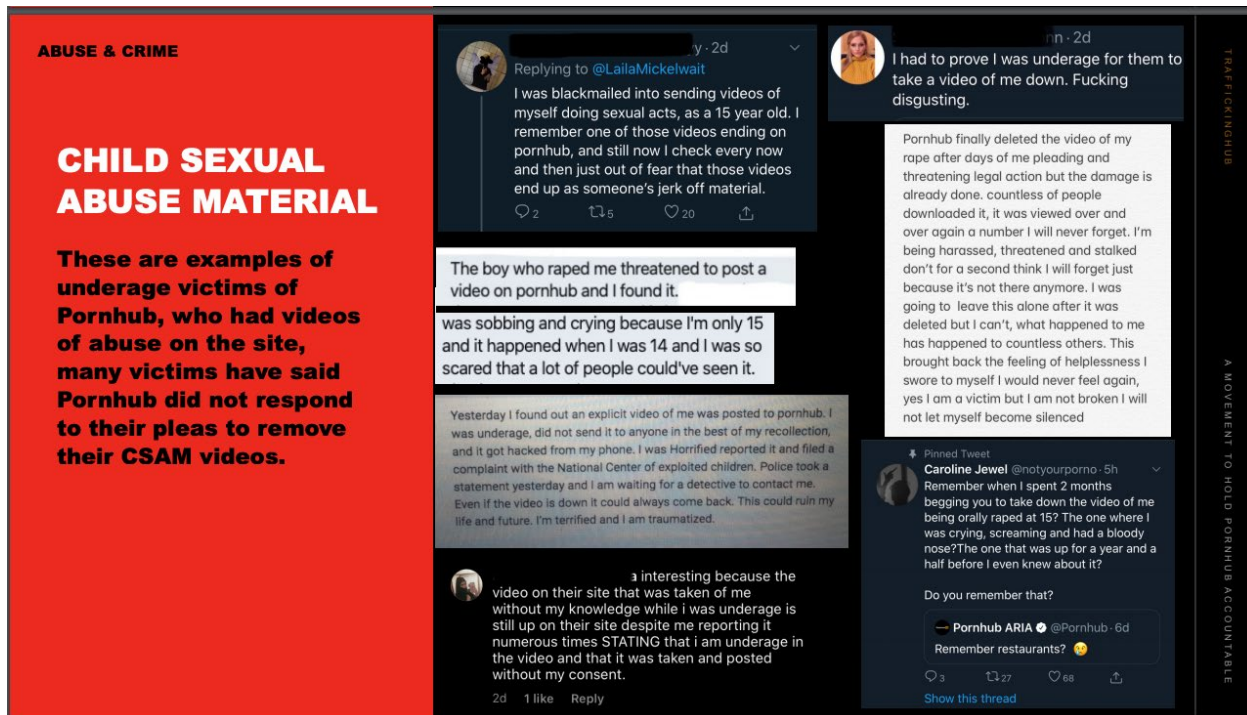 ABUSE & CRIME
CHILD SEXUAL
ABUSE MATERIAL
These are examples of
underage victims of
Pornhub, who had videos
of abuse on the site,
many victims have said
Pornhub did not respond
to their pleas to remove
their CSAM videos.
y · 2d
Replying to @LailaMickelwait
I was blackmailed into sending videos of
myself doing sexual acts, as a 15 year old. I
remember one of those videos ending on
pornhub, and still now I check every now
and then just out of fear that those videos
end up as someone's jerk off material.
2 5 20
The boy who raped me threatened to post a
video on pornhub and I found it.
was sobbing and crying because I'm only 15
and it happened when I was 14 and I was so
scared that a lot of people could've seen it.
Yesterday I found out an explicit video of me was posted to pornhub. I
was underage, did not send it to anyone in the best of my recollection,
and it got hacked from my phone. I was Horrified reported it and filed a
complaint with the National Center of exploited children. Police took a
statement yesterday and I am waiting for a detective to contact me.
Even if the video is down it could always come back. This could ruin my
life and future. I'm terrified and I am traumatized.
interesting because the
video on their site that was taken of me
without my knowledge while i was underage is
still up on their site despite me reporting it
numerous times STATING that i am underage in
the video and that it was taken and posted
without my consent.
2d 1 like Reply
nn · 2d
I had to prove I was underage for them to
take a video of me down. Fucking
disgusting.
Pornhub finally deleted the video of my
rape after days of me pleading and
threatening legal action but the damage is
already done. countless of people
downloaded it, it was viewed over and
over again a number I will never forget. I'm
being harassed, threatened and stalked
don't for a second think I will forget just
because it's not there anymore. I was
going to leave this alone after it was
deleted but I can't, what happened to me
has happened to countless others. This
brought back the feeling of helplessness I
swore to myself I would never feel again,
yes I am a victim but I am not broken I will
not let myself become silenced
Pinned Tweet
Caroline Jewel @notyourporno · 5h
Remember when I spent 2 months
begging you to take down the video of me
being orally raped at 15? The one where I
was crying, screaming and had a bloody
nose?The one that was up for a year and a
half before I even knew about it?
Do you remember that?
Pornhub ARIA @Pornhub · 6d
Remember restaurants? 😢
3 27 68
Show this thread
TRAFFICKINGHUB
A MOVEMENT TO HOLD PORNHUB ACCOUNTABLE